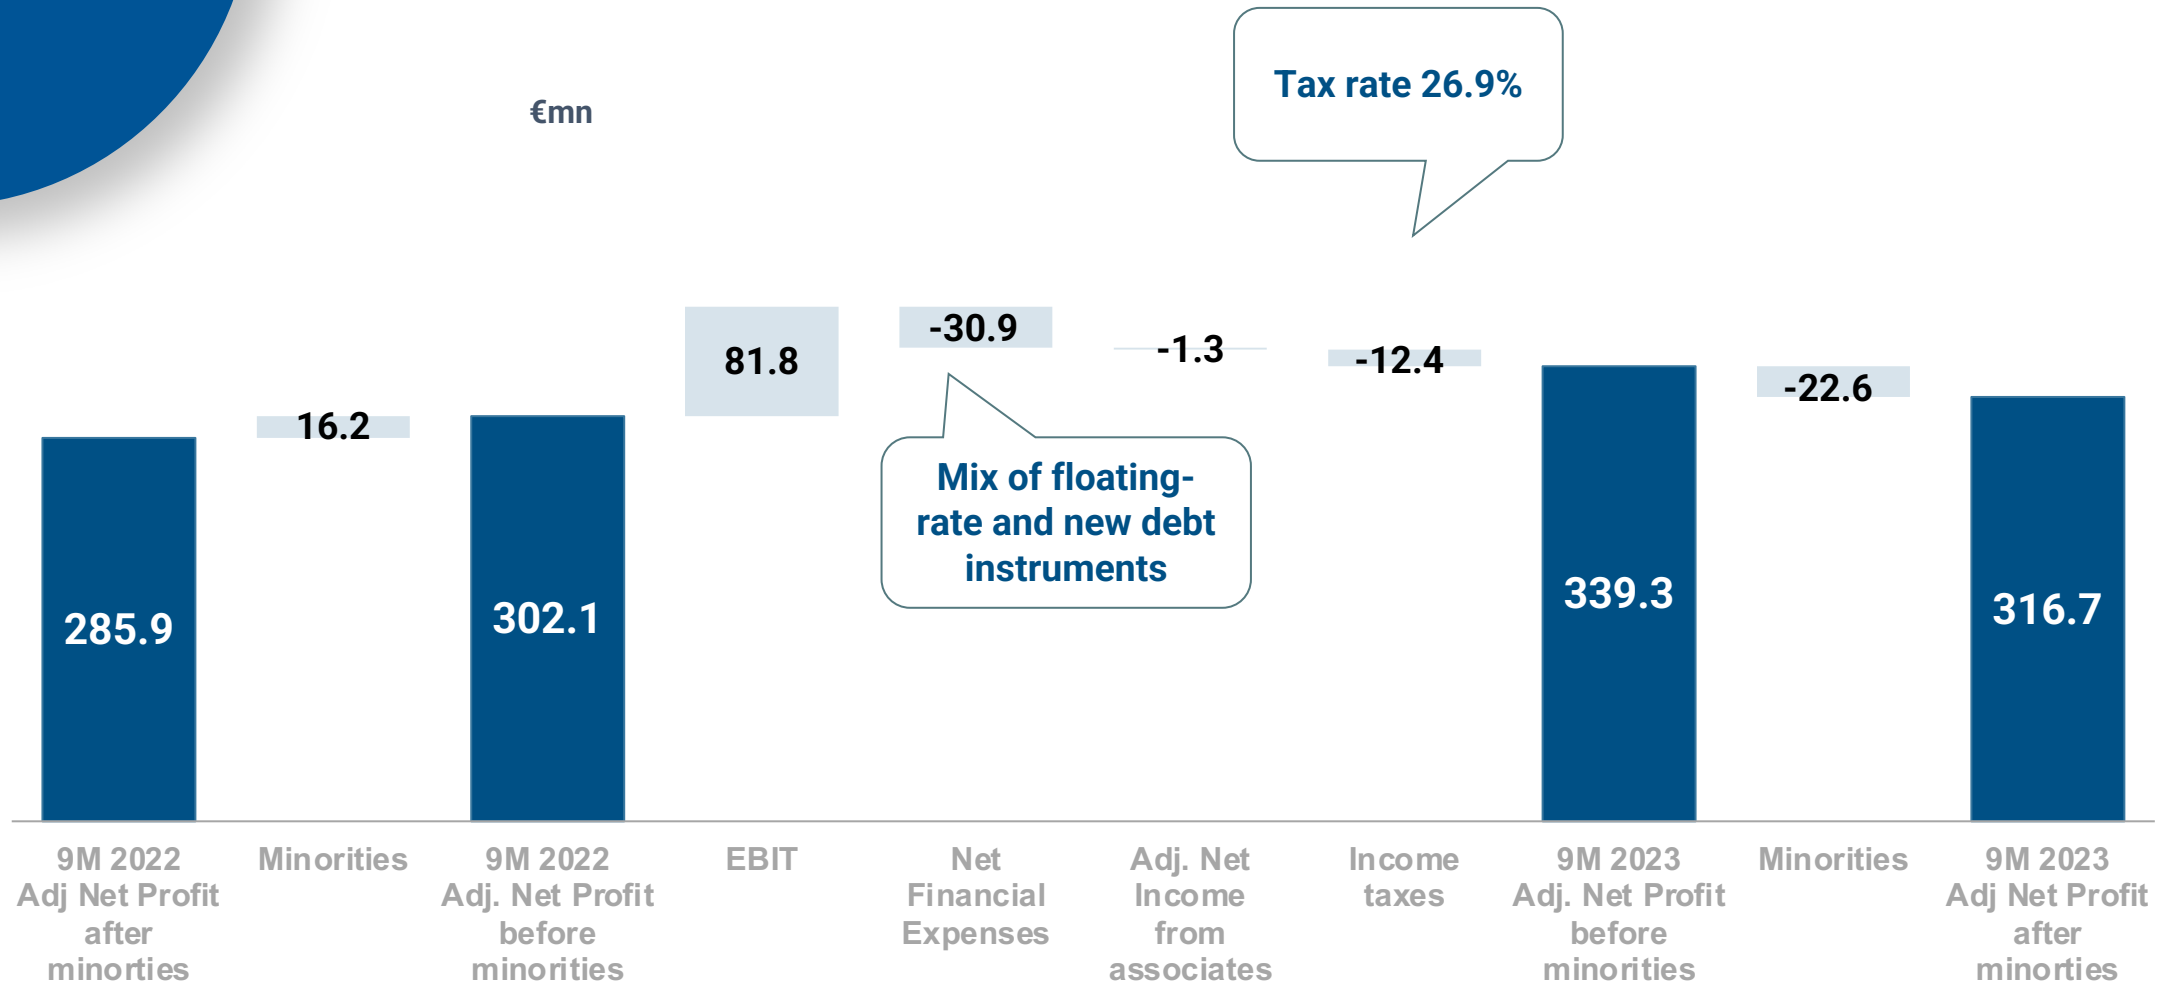 Tax rate 26.9%
€mn
-30.9
81.8
-1.3
-12.4
-22.6
16.2
Mix of floating-
rate and new debt
instruments
285.9
302.1
339.3
316.7
9M 2022
Adj Net Profit
after
minorties
Minorities
9M 2022
Adj. Net Profit
before
minorities
EBIT
Net
Financial
Expenses
Adj. Net
Income
from
associates
Income
taxes
9M 2023
Adj. Net Profit
before
minorities
Minorities
9M 2023
Adj Net Profit
after
minorties